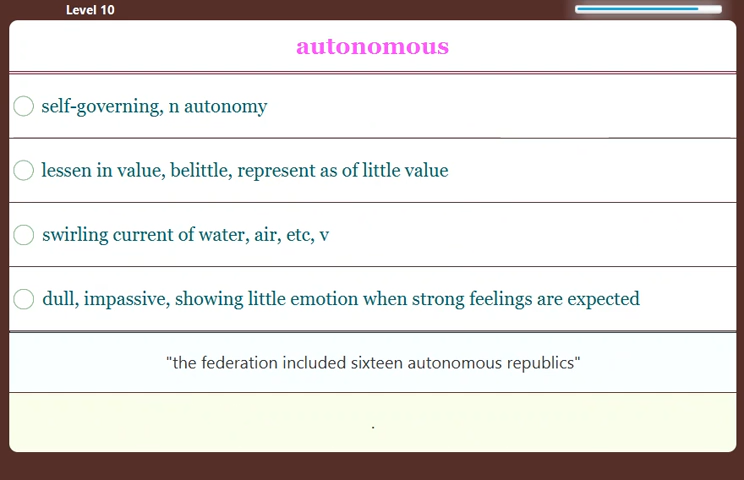 Level 10
autonomous
self-governing, n autonomy
lessen in value, belittle, represent as of little value
swirling current of water, air, etc, v
dull, impassive, showing little emotion when strong feelings are expected
"the federation included sixteen autonomous republics"
.